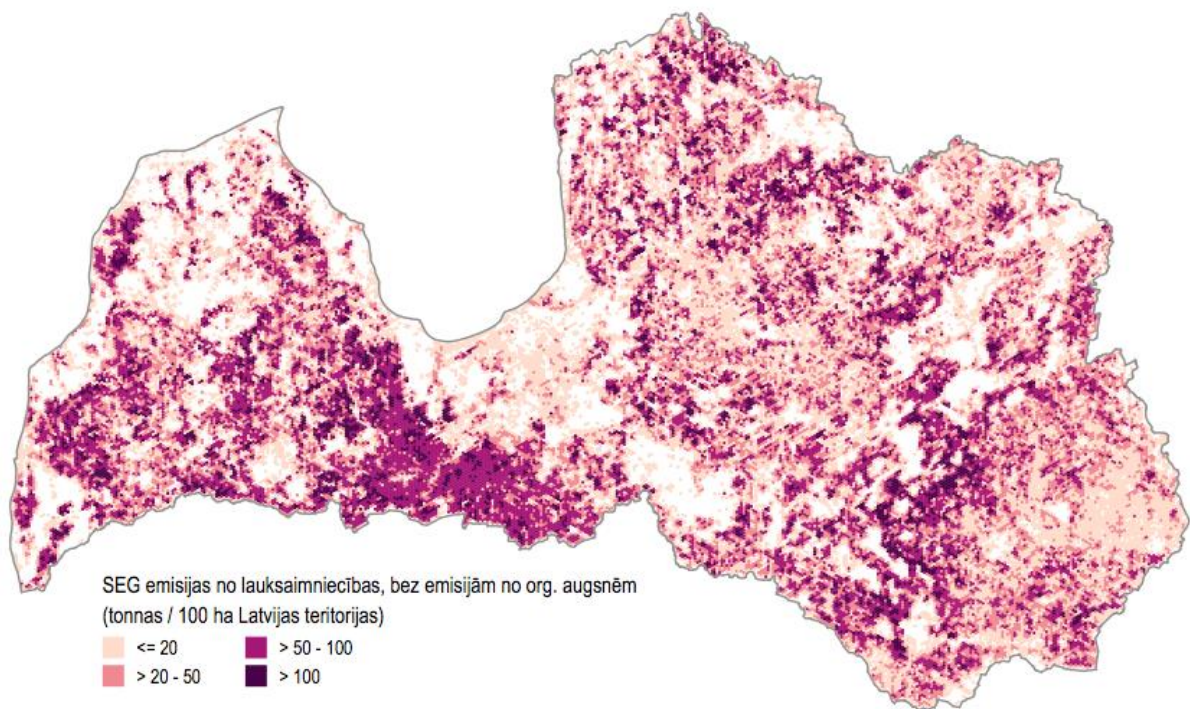 SEG emisijas no lauksaimniecības, bez emisijām no org. augsnēm
(tonnas / 100 ha Latvijas teritorijas)
<= 20
> 50 - 100
> 20 - 50
> 100